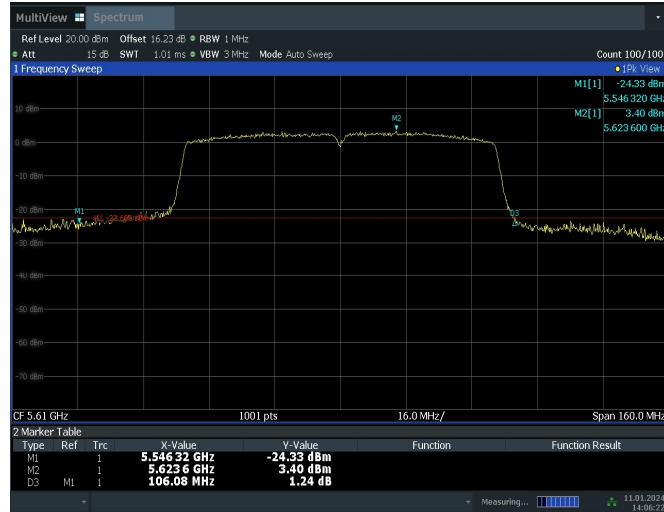 MultiView Spectrum
Ref Level 20.00 dBm Offset 16.23 dB RBW 1 MHz
Att 15 dB SWT 1.01 ms VBW 3 MHz Mode Auto Sweep Count 100/100
1 Frequency Sweep 1Pk View
M1[1] -24.33 dBm
5.546 320 GHz
M2[1] 3.40 dBm
5.623 600 GHz
10 dBm
M2
0 dBm
-10 dBm
-20 dBm
M1
D3
-30 dBm
-40 dBm
-50 dBm
-60 dBm
-70 dBm
CF 5.61 GHz 1001 pts 16.0 MHz/ Span 160.0 MHz
2 Marker Table
Type Ref Trc X-Value Y-Value Function Function Result
M1 1 5.546 32 GHz -24.33 dBm
M2 1 5.623 6 GHz 3.40 dBm
D3 M1 1 106.08 MHz 1.24 dB
Measuring... 11.01.2024
14:06:22